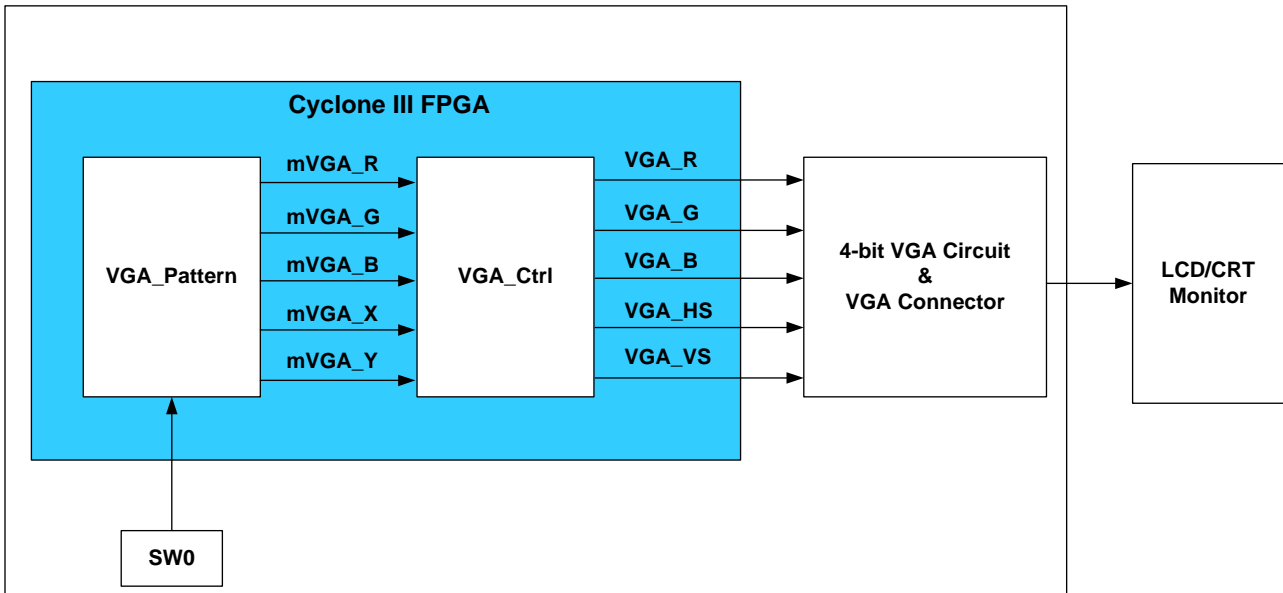 Cyclone III FPGA
mVGA_R
mVGA_G
mVGA_B
mVGA_X
mVGA_Y
VGA_R
VGA_G
VGA_B
VGA_HS
VGA_VS
VGA_Pattern
VGA_Ctrl
4-bit VGA Circuit
&
VGA Connector
LCD/CRT
Monitor
SW0